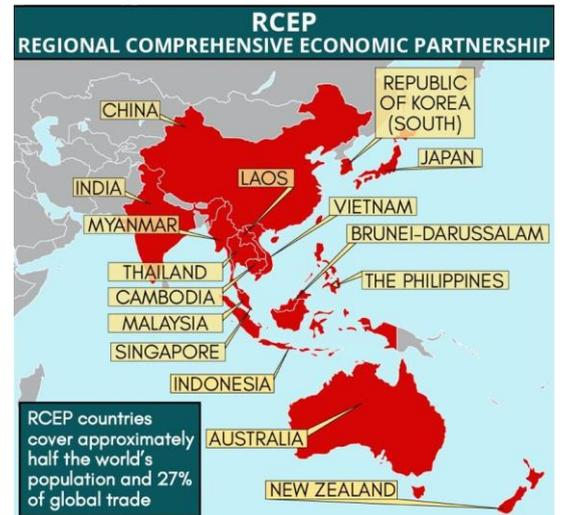 RCEP
REGIONAL COMPREHENSIVE ECONOMIC PARTNERSHIP
REPUBLIC
OF KOREA
(SOUTH)
CHINA
JAPAN
LAOS
INDIA
VIETNAM
MYANMAR
BRUNEI-DARUSSALAM
THAILAND
THE PHILIPPINES
CAMBODIA
MALAYSIA
SINGAPORE
INDONESIA
RCEP countries
cover approximately
half the world's
population and 27%
of global trade
AUSTRALIA
NEW ZEALAND